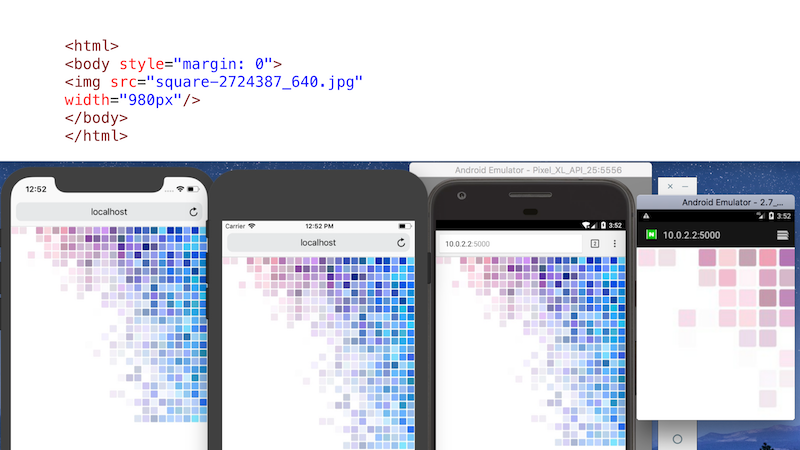 <html>
<body style="margin: 0">
<img src="square-2724387_640.jpg"
width="980px"/>
</body>
</html>
Android Emulator - Pixel_XL_API_25:5556
Android Emulator - 2.7_...
12:52
localhost
Carrier
12:52 PM
localhost
3:52
10.0.2.2:5000
2
3:52
N
10.0.2.2:5000